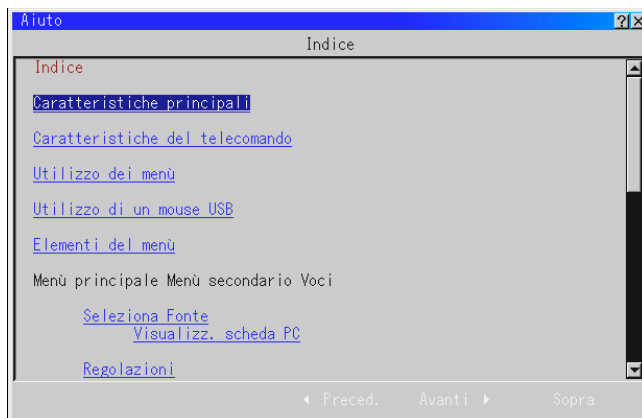 Aiuto
Indice
Indice
Caratteristiche principali
Caratteristiche del telecomando
Utilizzo dei menù
Utilizzo di un mouse USB
Elementi del menù
Menù principale Menù secondario Voci
Seleziona Fonte
Visualizz. scheda PC
Regolazioni
Preced. Avanti Sopra